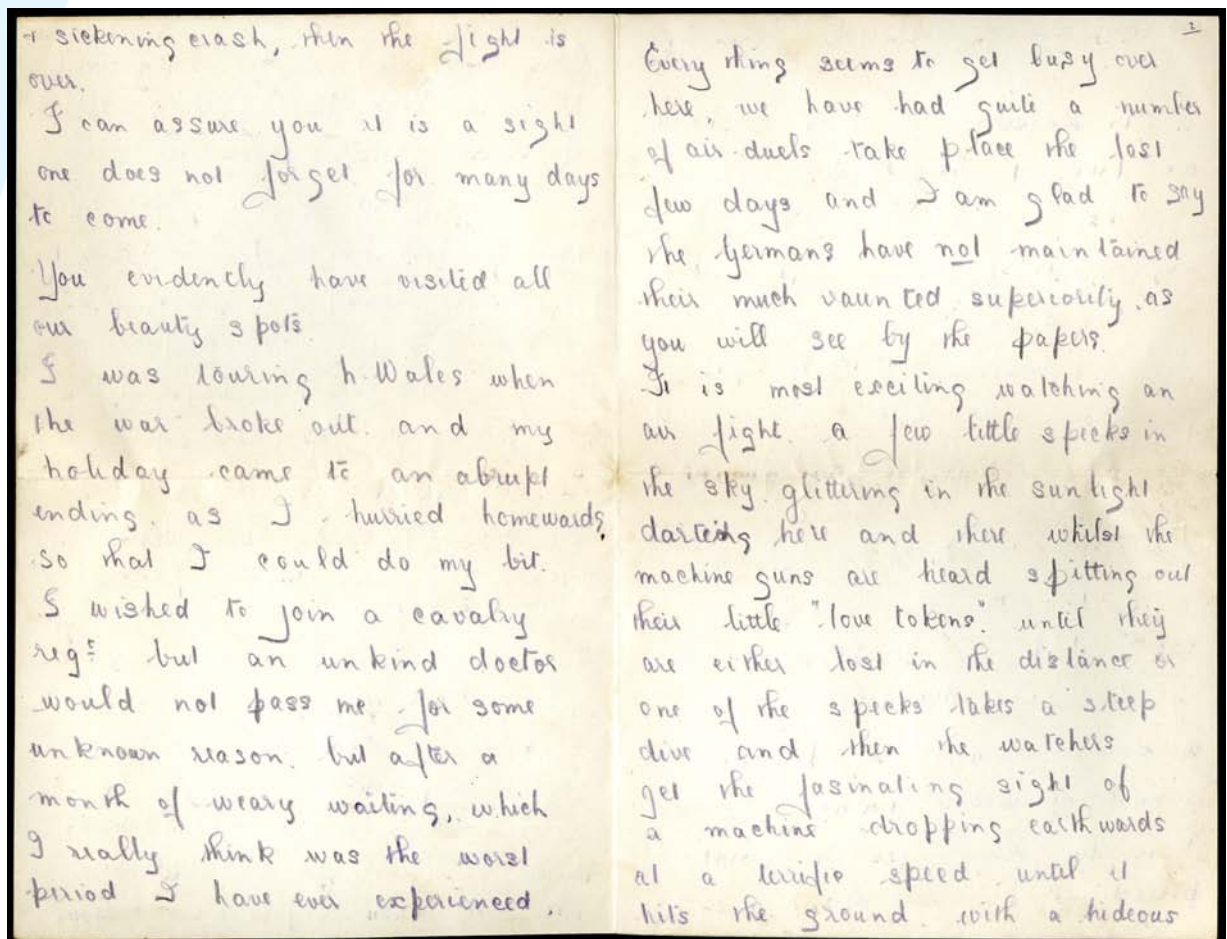 & sickening crash, then the fight is
over.
I can assure you it is a sight
one does not forget for many days
to come.
You evidently have visited all
our beauty spots.
I was touring N. Wales when
the war broke out. and my
holiday came to an abrupt
ending. as I hurried homewards,
so that I could do my bit.
I wished to join a cavalry
regt but an unkind doctor
would not pass me. for some
unknown reason. but after a
month of weary waiting, which
I really think was the worst
period I have ever experienced.
2
Every thing seems to get busy over
here, we have had quite a number
of air duels take place the last
few days and I am glad to say
the Germans have not maintained
their much vaunted superiority. as
you will see by the papers.
It is most exciting watching an
air fight. a few little specks in
the sky. glittering in the sunlight
darting here and there. whilst the
machine guns are heard spitting out
their little "love tokens." until they
are either lost in the distance or
one of the specks takes a steep
dive and, then the watchers
get the fasinating sight of
a machine dropping earthwards
at a terrific speed until it
hits the ground. with a hideous